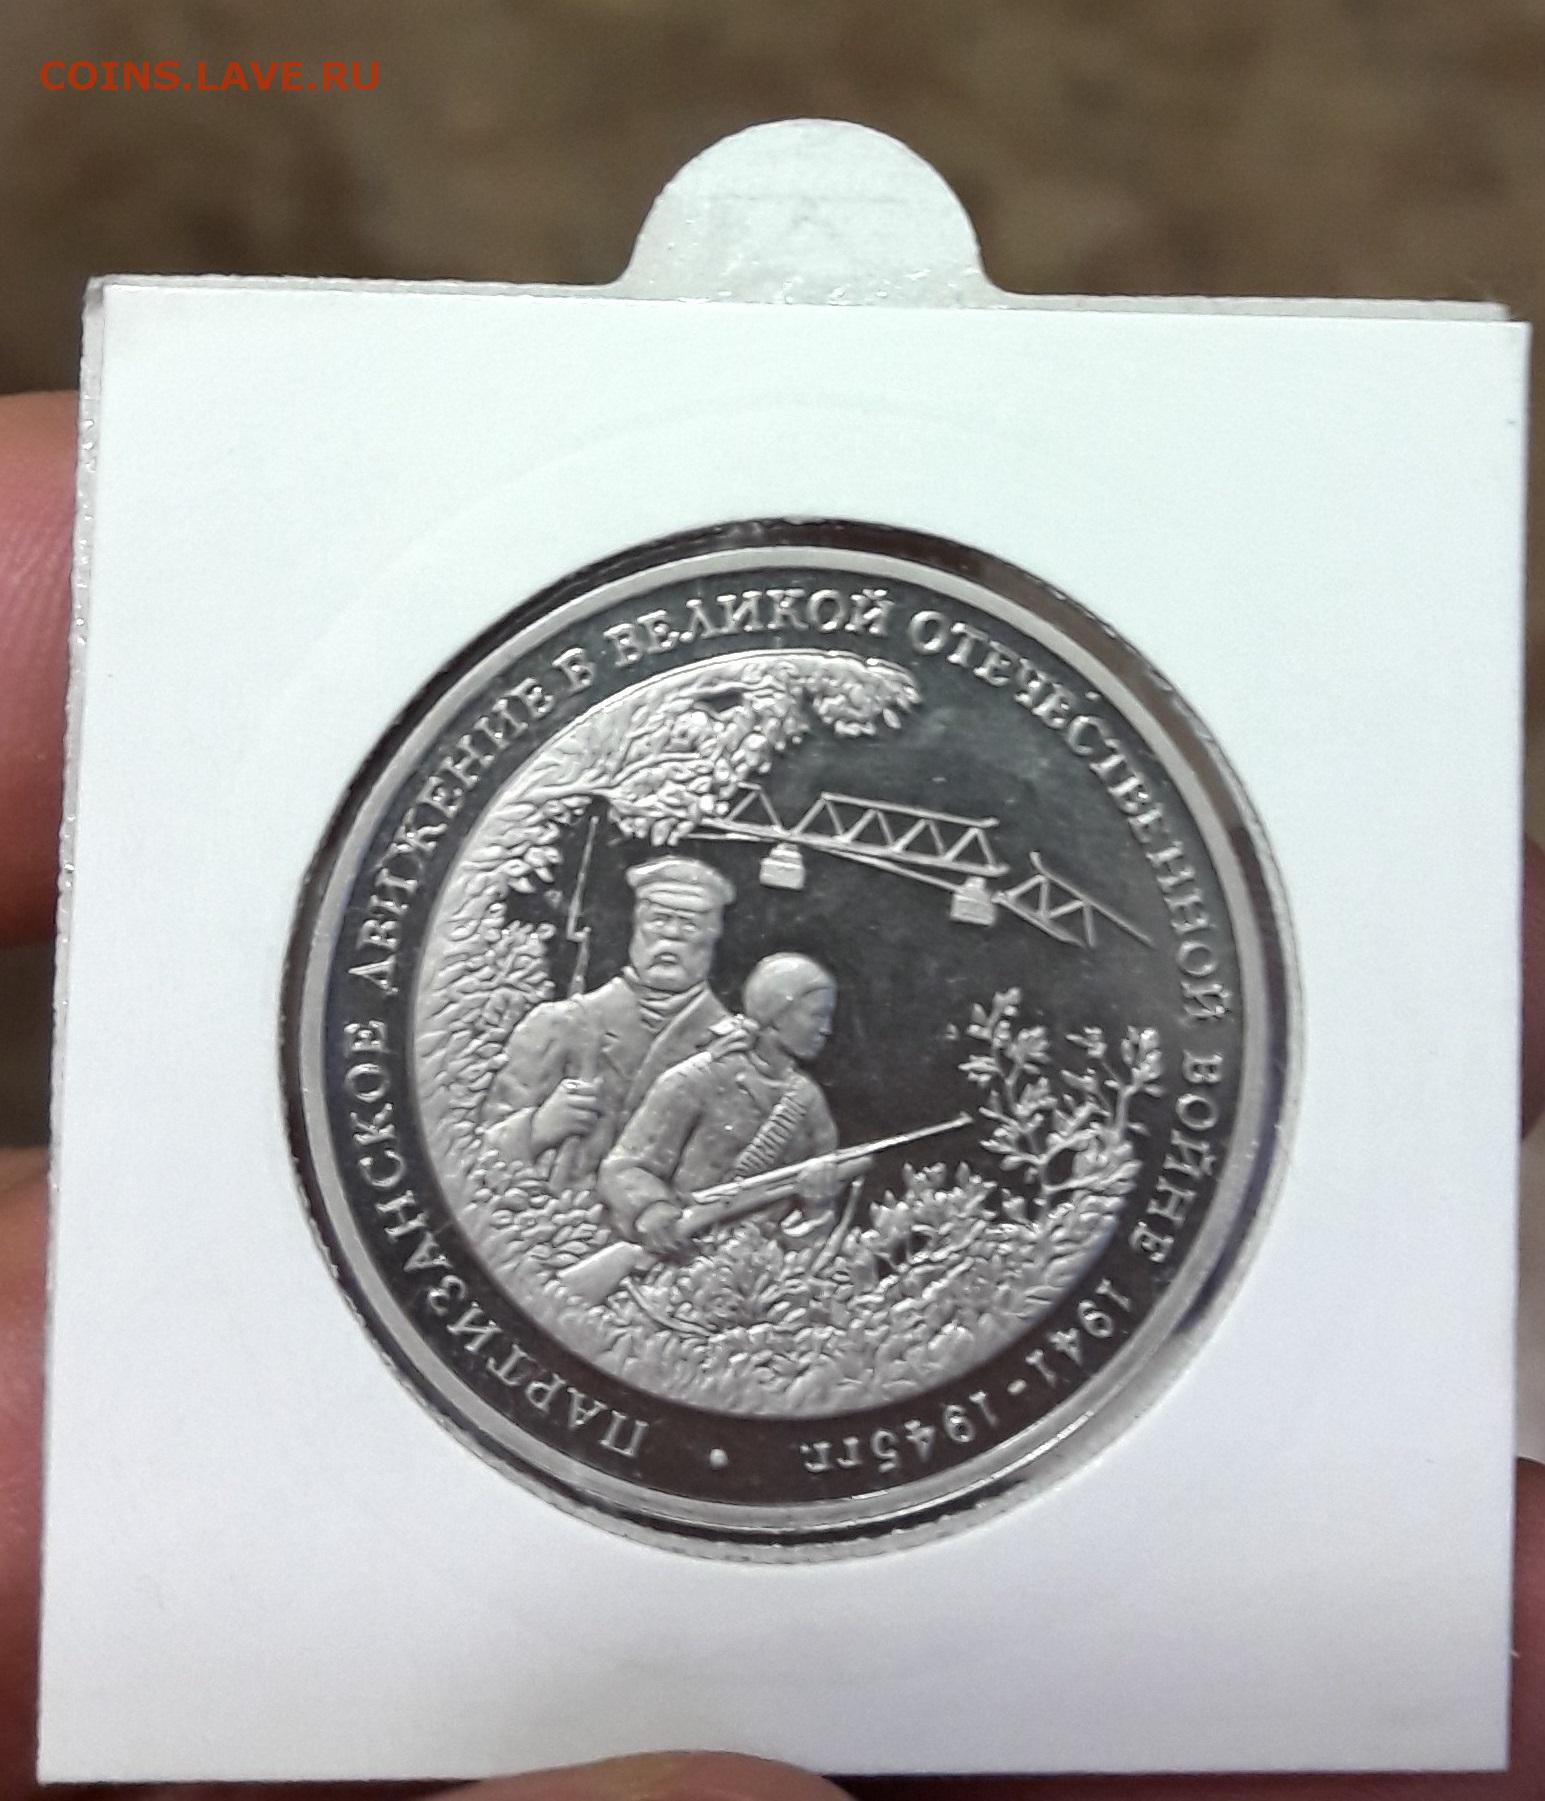 COINS.LAVE.RU
ПАРТИЗАНСКОЕ ДВИЖЕНИЕ В ВЕЛИКОЙ ОТЕЧЕСТВЕННОЙ ВОЙНЕ 1941-1945гг. •